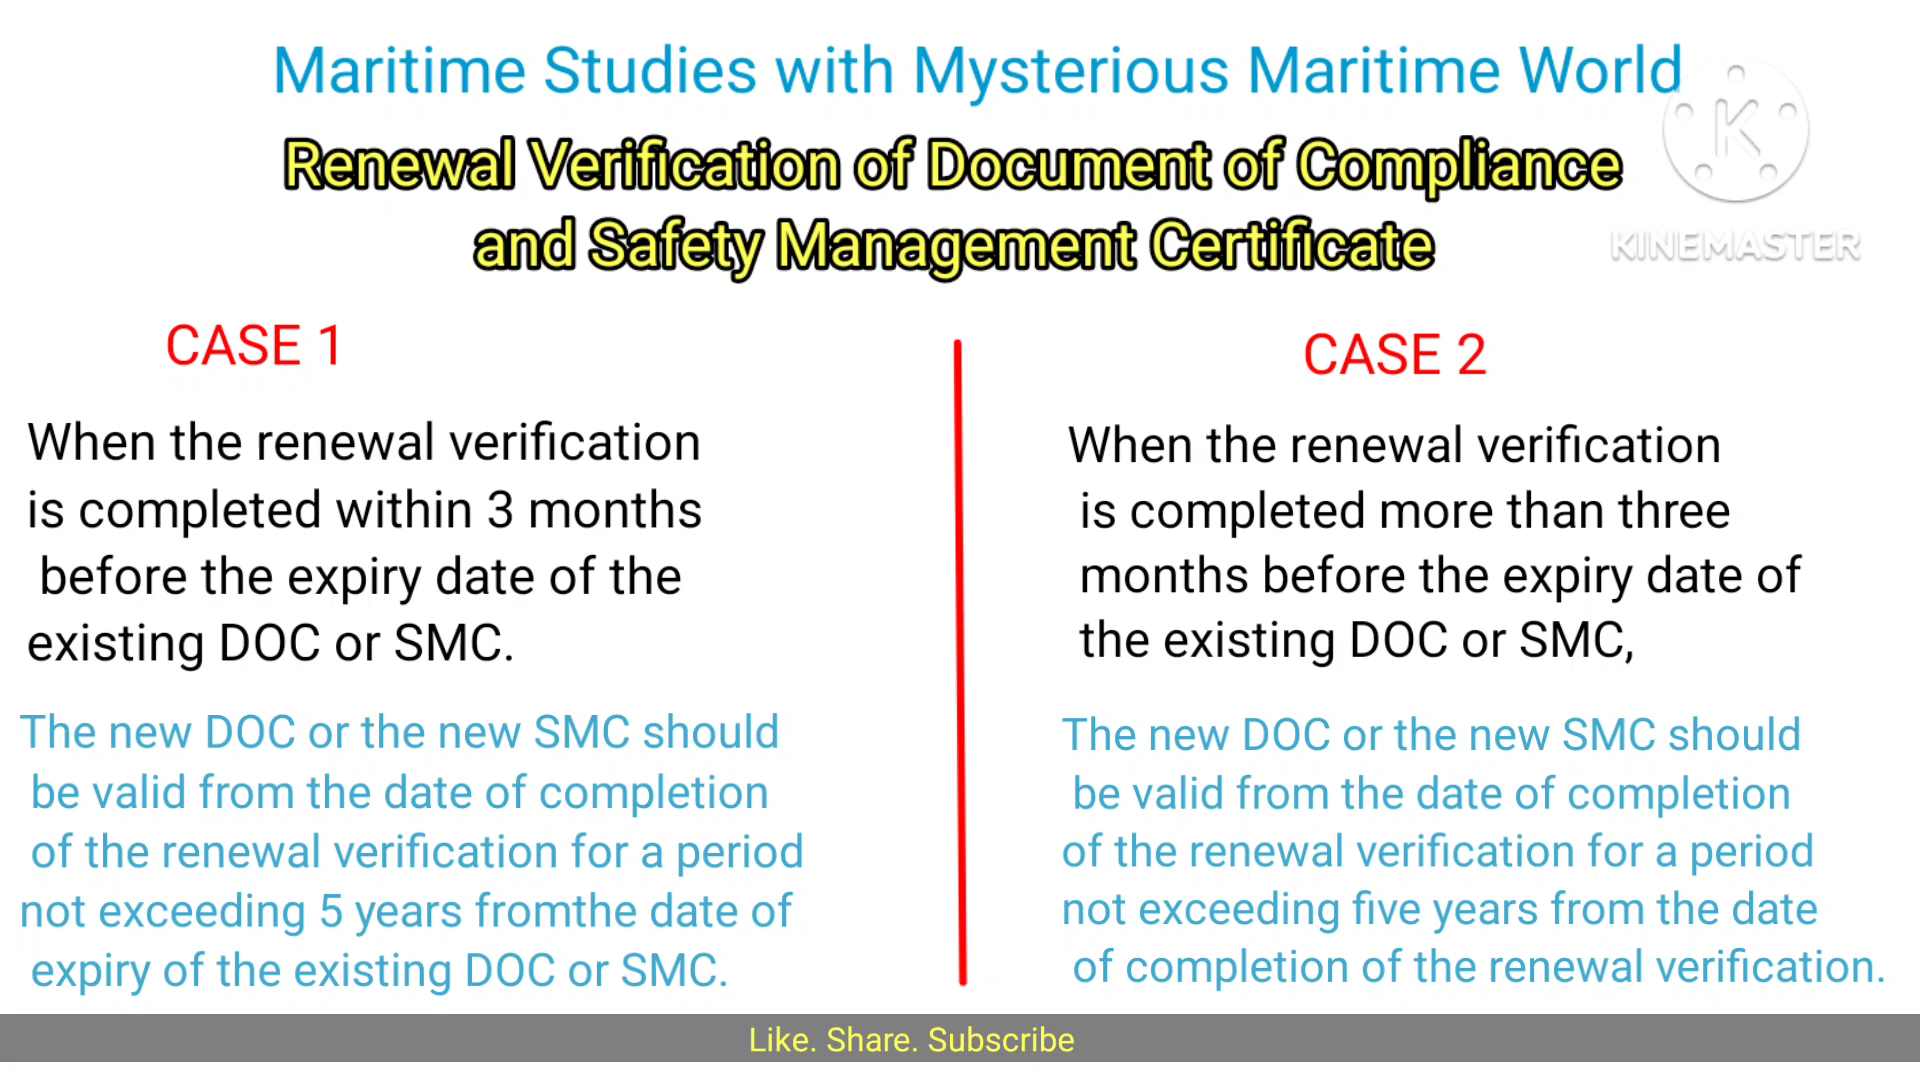 Maritime Studies with Mysterious Maritime World
Renewal Verification of Document of Compliance
and Safety Management Certificate
K
KINEMASTER
CASE 1
When the renewal verification
is completed within 3 months
before the expiry date of the
existing DOC or SMC.
The new DOC or the new SMC should
be valid from the date of completion
of the renewal verification for a period
not exceeding 5 years fromthe date of
expiry of the existing DOC or SMC.
CASE 2
When the renewal verification
is completed more than three
months before the expiry date of
the existing DOC or SMC,
The new DOC or the new SMC should
be valid from the date of completion
of the renewal verification for a period
not exceeding five years from the date
of completion of the renewal verification.
Like. Share. Subscribe